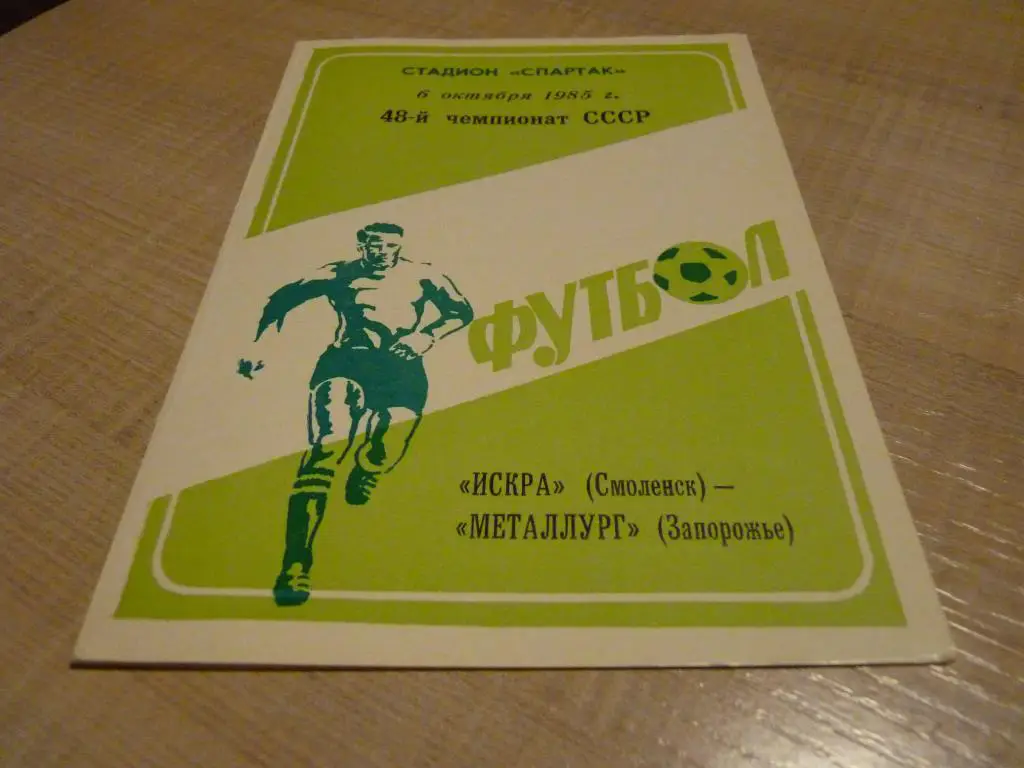 СТАДИОН «СПАРТАК»
6 октября 1985 г.
48-й чемпионат СССР
ФУТБОЛ
«ИСКРА» (Смоленск) —
«МЕТАЛЛУРГ» (Запорожье)